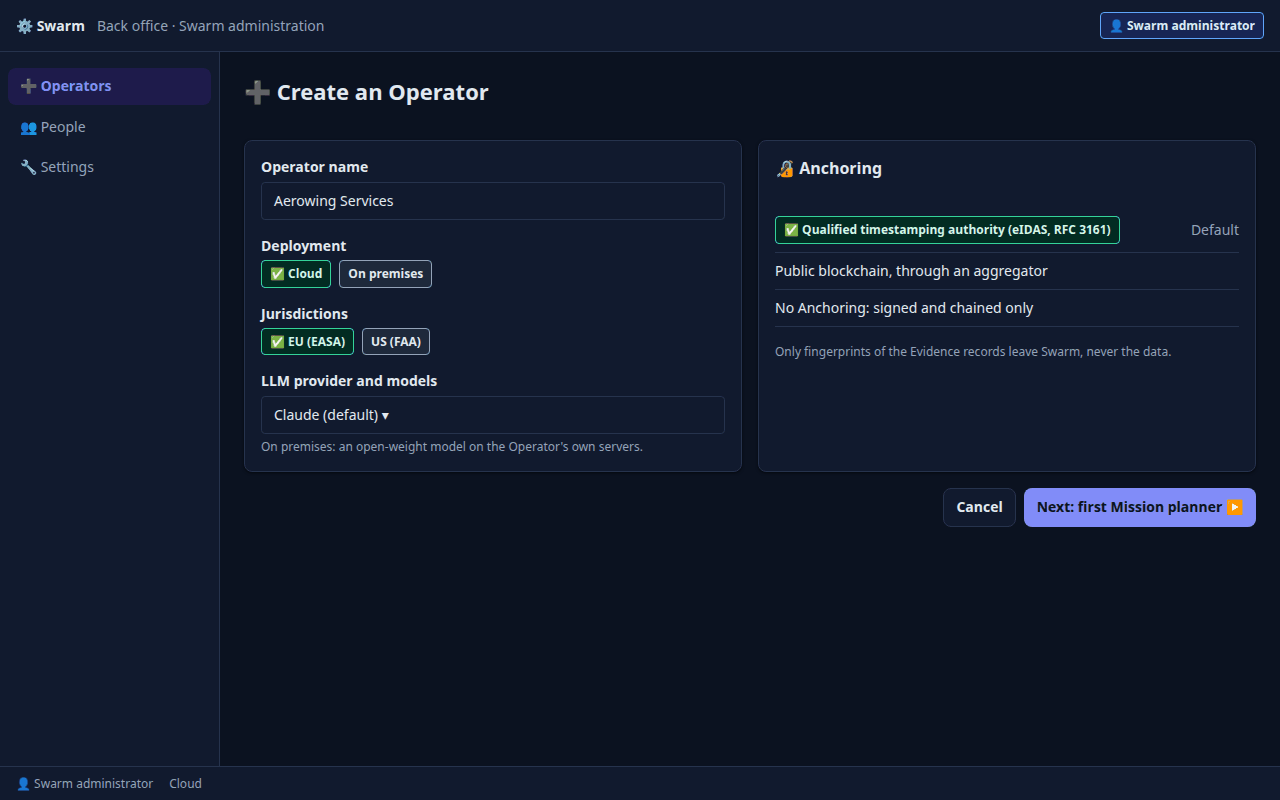 Swarm Back office · Swarm administration
Swarm administrator
Operators
People
Settings
Create an Operator
Operator name
Aerowing Services
Deployment
Cloud On premises
Jurisdictions
EU (EASA) US (FAA)
LLM provider and models
Claude (default) ▾
On premises: an open-weight model on the Operator's own servers.
Anchoring
Qualified timestamping authority (eIDAS, RFC 3161) Default
Public blockchain, through an aggregator
No Anchoring: signed and chained only
Only fingerprints of the Evidence records leave Swarm, never the data.
Cancel Next: first Mission planner
Swarm administrator Cloud